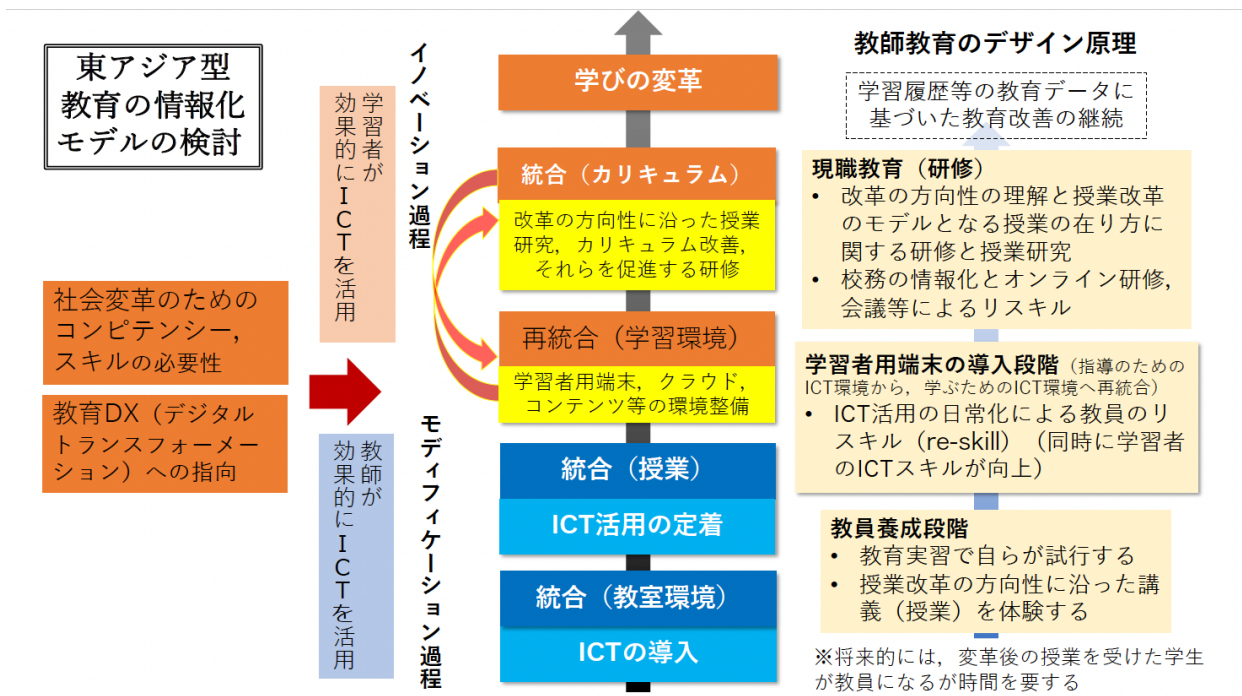 東アジア型
教育の情報化
モデルの検討
社会変革のための
コンピテンシー，
スキルの必要性
教育DX（デジタル
トランスフォーメー
ション）への指向
学習者が
効果的にICTを活用
教師が
効果的にICTを活用
イノベーション過程
モディフィケーション過程
学びの変革
統合（カリキュラム）
改革の方向性に沿った授業
研究，カリキュラム改善，
それらを促進する研修
再統合（学習環境）
学習者用端末，クラウド，
コンテンツ等の環境整備
統合（授業）
ICT活用の定着
統合（教室環境）
ICTの導入
教師教育のデザイン原理
学習履歴等の教育データに
基づいた教育改善の継続
現職教育（研修）
• 改革の方向性の理解と授業改革
のモデルとなる授業の在り方に
関する研修と授業研究
• 校務の情報化とオンライン研修，
会議等によるリスキル
学習者用端末の導入段階（指導のための
ICT環境から，学ぶためのICT環境へ再統合）
• ICT活用の日常化による教員のリ
スキル（re-skill）（同時に学習者
のICTスキルが向上）
教員養成段階
• 教育実習で自らが試行する
• 授業改革の方向性に沿った講
義（授業）を体験する
※将来的には，変革後の授業を受けた学生
が教員になるが時間を要する